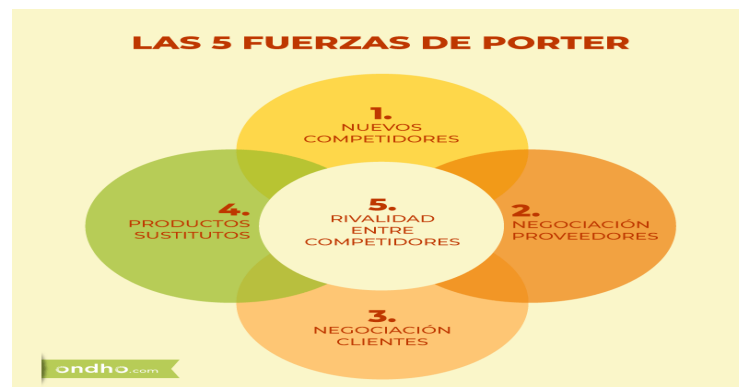 LAS 5 FUERZAS DE PORTER
1.
NUEVOS
COMPETIDORES
4.
PRODUCTOS
SUSTITUTOS
5.
RIVALIDAD
ENTRE
COMPETIDORES
2.
NEGOCIACIÓN
PROVEEDORES
3.
NEGOCIACIÓN
CLIENTES
ondho.com